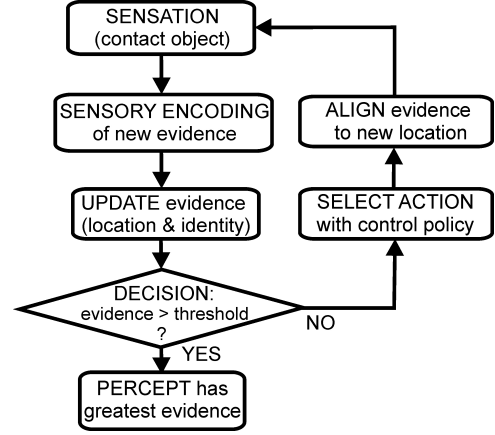 SENSATION
(contact object)
SENSORY ENCODING
of new evidence
UPDATE evidence
(location & identity)
DECISION:
evidence > threshold
?
YES
PERCEPT has
greatest evidence
NO
SELECT ACTION
with control policy
ALIGN evidence
to new location